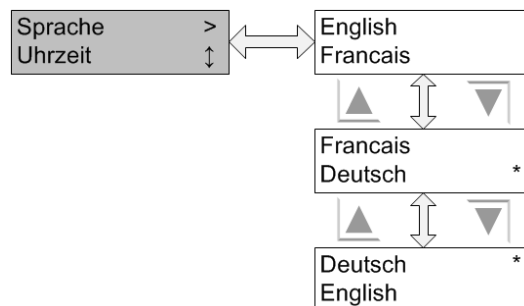 Sprache >
Uhrzeit ↕
English
Francais
Francais
Deutsch *
Deutsch *
English